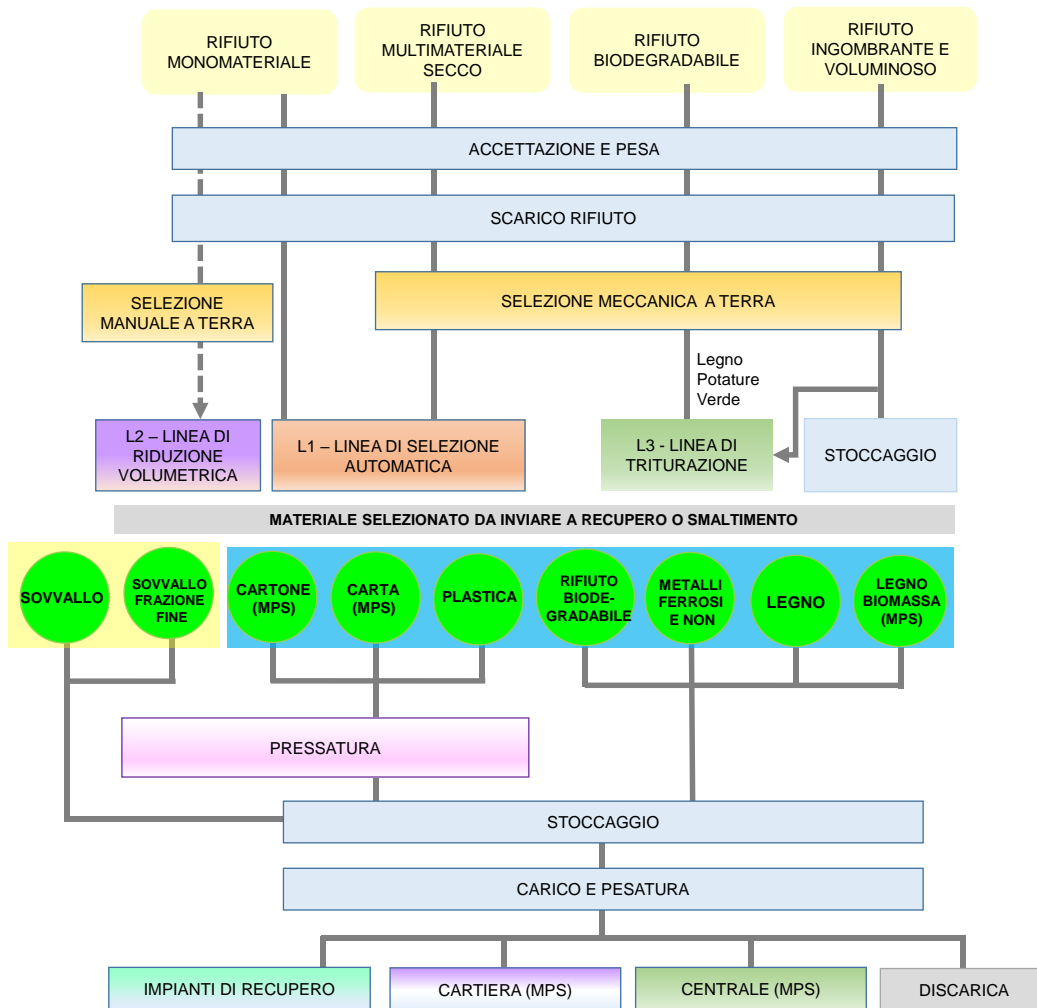 RIFIUTO
MONOMATERIALE
RIFIUTO
MULTIMATERIALE
SECCO
RIFIUTO
BIODEGRADABILE
RIFIUTO
INGOMBRANTE E
VOLUMINOSO
ACCETTAZIONE E PESA
SCARICO RIFIUTO
SELEZIONE
MANUALE A TERRA
SELEZIONE MECCANICA A TERRA
Legno
Potature
Verde
L2 – LINEA DI
RIDUZIONE
VOLUMETRICA
L1 – LINEA DI SELEZIONE
AUTOMATICA
L3 - LINEA DI
TRITURAZIONE
STOCCAGGIO
MATERIALE SELEZIONATO DA INVIARE A RECUPERO O SMALTIMENTO
SOVVALLO
SOVVALLO
FRAZIONE
FINE
CARTONE
(MPS)
CARTA
(MPS)
PLASTICA
RIFIUTO
BIODE-
GRADABILE
METALLI
FERROSI
E NON
LEGNO
LEGNO
BIOMASSA
(MPS)
PRESSATURA
STOCCAGGIO
CARICO E PESATURA
IMPIANTI DI RECUPERO
CARTIERA (MPS)
CENTRALE (MPS)
DISCARICA